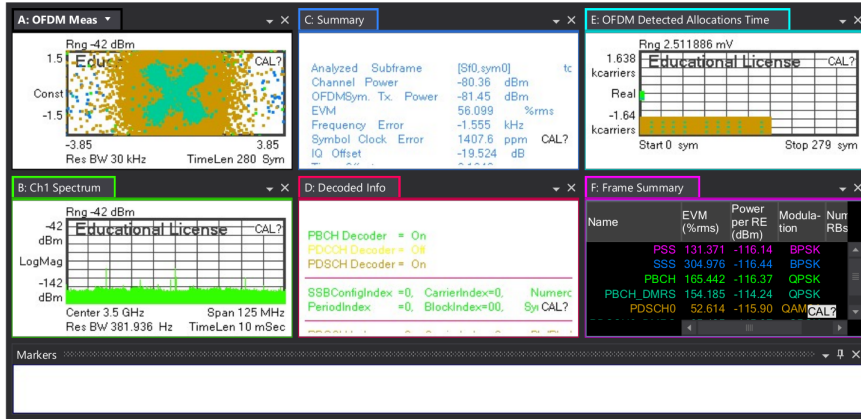 A: OFDM Meas
Rng -42 dBm
1.5
Educ
CAL?
Const
-1.5
-3.85
3.85
Res BW 30 kHz
TimeLen 280 Sym
C: Summary
Analyzed Subframe [Sf0,sym0] to
Channel Power -80.36 dBm
OFDMSym. Tx. Power -81.45 dBm
EVM 56.099 %rms
Frequency Error -1.555 kHz
Symbol Clock Error 1407.6 ppm CAL?
IQ Offset -19.524 dB
E: OFDM Detected Allocations Time
Rng 2.511886 mV
1.638
kcarriers
Educational License
CAL?
Real
-1.64
kcarriers
Start 0 sym
Stop 279 sym
B: Ch1 Spectrum
Rng -42 dBm
-42
dBm
Educational License
CAL?
LogMag
-142
dBm
Center 3.5 GHz
Span 125 MHz
Res BW 381.936 Hz
TimeLen 10 mSec
D: Decoded Info
PBCH Decoder = On
PDCCH Decoder = Off
PDSCH Decoder = On
SSBConfigIndex =0, CarrierIndex=0, Numerc
PeriodIndex =0, BlockIndex=00, Syı CAL?
F: Frame Summary
Name EVM (%rms) Power per RE (dBm) Modula-tion Num RBs
PSS 131.371 -116.14 BPSK
SSS 304.976 -116.44 BPSK
PBCH 165.442 -116.37 QPSK
PBCH_DMRS 154.185 -114.24 QPSK
PDSCH0 52.614 -115.90 QAM CAL?
Markers